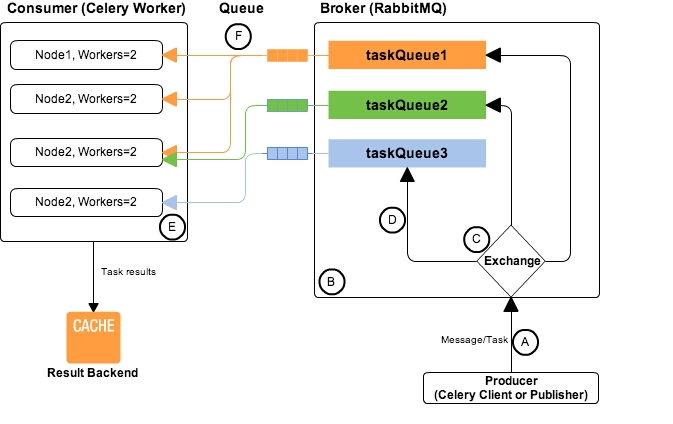 Consumer (Celery Worker)
Queue
Broker (RabbitMQ)
F
Node1, Workers=2
taskQueue1
Node2, Workers=2
taskQueue2
Node2, Workers=2
taskQueue3
Node2, Workers=2
D
E
C
Exchange
Task results
B
CACHE
Message/Task
A
Result Backend
Producer
(Celery Client or Publisher)